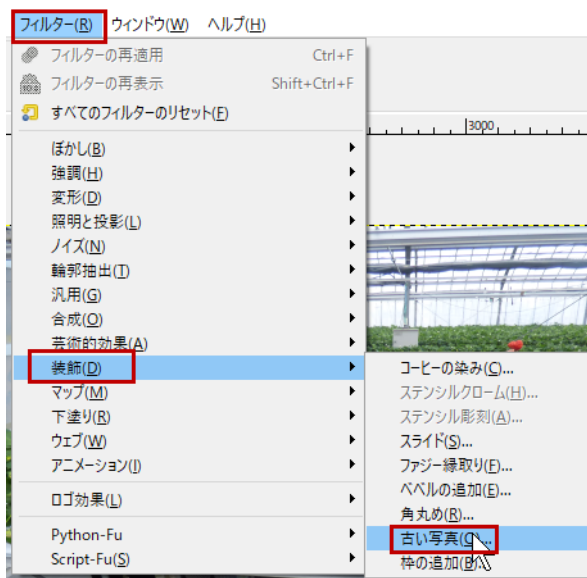 フィルター(R) ウィンドウ(W) ヘルプ(H)
フィルターの再適用 Ctrl+F
フィルターの再表示 Shift+Ctrl+F
すべてのフィルターのリセット(F)
3000
ぼかし(B)
強調(H)
変形(D)
照明と投影(L)
ノイズ(N)
輪郭抽出(T)
汎用(G)
合成(O)
芸術的効果(A)
装飾(D)
マップ(M)
下塗り(R)
ウェブ(W)
アニメーション(I)
ロゴ効果(L)
Python-Fu
Script-Fu(S)
コーヒーの染み(C)...
ステンシルクローム(H)...
ステンシル彫刻(A)...
スライド(S)...
ファジー縁取り(F)...
ベベルの追加(E)...
角丸め(R)...
古い写真(O)...
枠の追加(B)